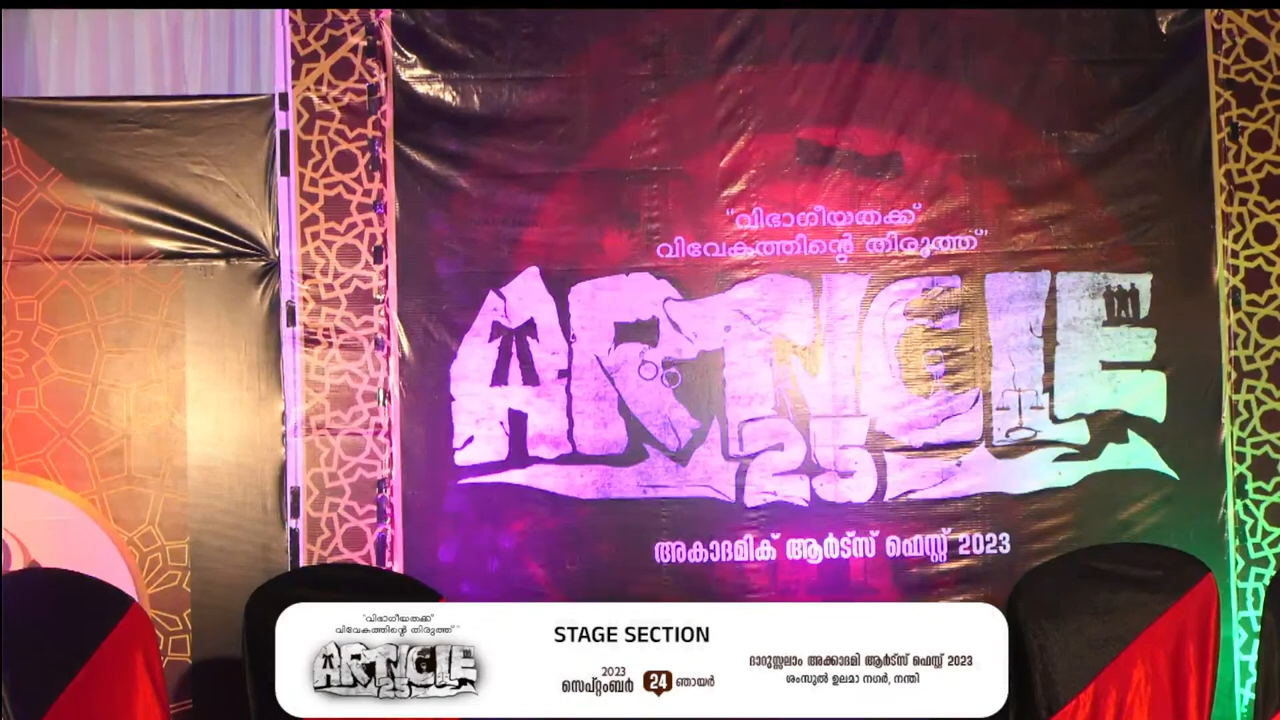 "വിഭാഗീയതക്ക്
വിവേകത്തിന്റെ തിരുത്ത്"
ARTICLE
25
അകാദമിക് ആർട്സ് ഫെസ്റ്റ് 2023
"വിഭാഗീയതക്ക്
വിവേകത്തിന്റെ തിരുത്ത്"
ARTICLE
25
STAGE SECTION
2023
സെപ്റ്റംബർ 24 ഞായർ
ദാറുസ്സലാം അക്കാദമി ആർട്സ് ഫെസ്റ്റ് 2023
ശംസുൽ ഉലമാ നഗർ, നന്തി